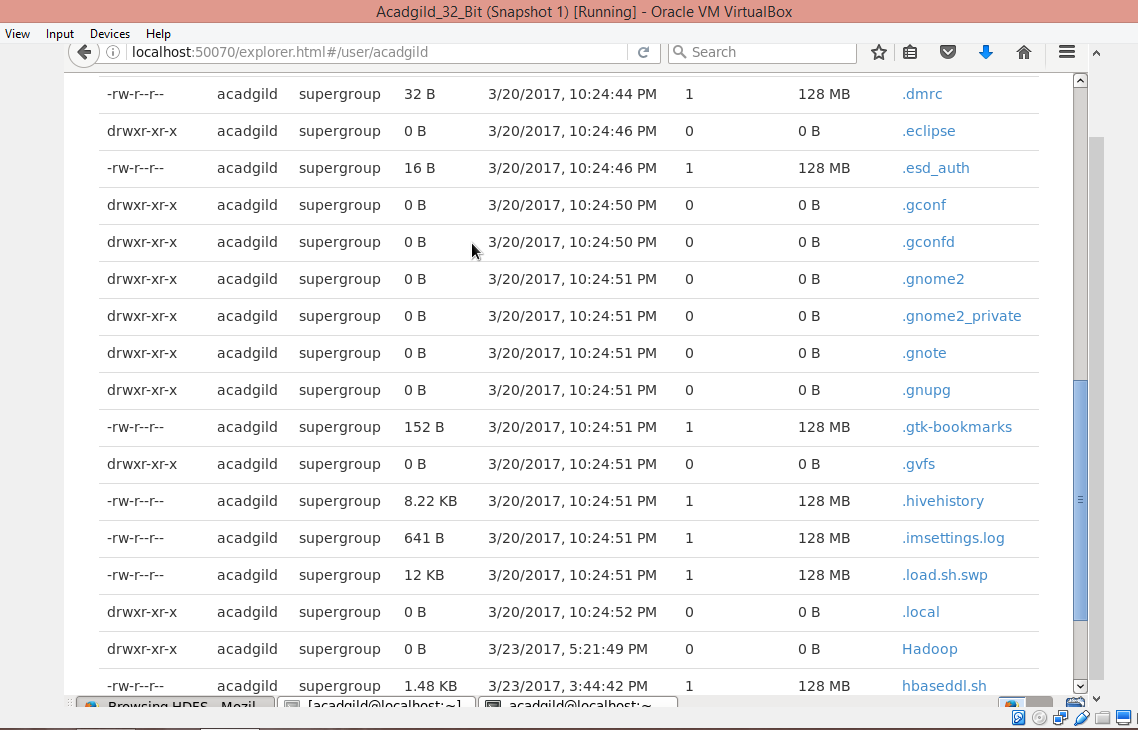 Acadgild_32_Bit (Snapshot 1) [Running] - Oracle VM VirtualBox
View Input Devices Help
localhost:50070/explorer.html#/user/acadgild Search
-rw-r--r-- acadgild supergroup 32 B 3/20/2017, 10:24:44 PM 1 128 MB .dmrc
drwxr-xr-x acadgild supergroup 0 B 3/20/2017, 10:24:46 PM 0 0 B .eclipse
-rw-r--r-- acadgild supergroup 16 B 3/20/2017, 10:24:46 PM 1 128 MB .esd_auth
drwxr-xr-x acadgild supergroup 0 B 3/20/2017, 10:24:50 PM 0 0 B .gconf
drwxr-xr-x acadgild supergroup 0 B 3/20/2017, 10:24:50 PM 0 0 B .gconfd
drwxr-xr-x acadgild supergroup 0 B 3/20/2017, 10:24:51 PM 0 0 B .gnome2
drwxr-xr-x acadgild supergroup 0 B 3/20/2017, 10:24:51 PM 0 0 B .gnome2_private
drwxr-xr-x acadgild supergroup 0 B 3/20/2017, 10:24:51 PM 0 0 B .gnote
drwxr-xr-x acadgild supergroup 0 B 3/20/2017, 10:24:51 PM 0 0 B .gnupg
-rw-r--r-- acadgild supergroup 152 B 3/20/2017, 10:24:51 PM 1 128 MB .gtk-bookmarks
drwxr-xr-x acadgild supergroup 0 B 3/20/2017, 10:24:51 PM 0 0 B .gvfs
-rw-r--r-- acadgild supergroup 8.22 KB 3/20/2017, 10:24:51 PM 1 128 MB .hivehistory
-rw-r--r-- acadgild supergroup 641 B 3/20/2017, 10:24:51 PM 1 128 MB .imsettings.log
-rw-r--r-- acadgild supergroup 12 KB 3/20/2017, 10:24:51 PM 1 128 MB .load.sh.swp
drwxr-xr-x acadgild supergroup 0 B 3/20/2017, 10:24:52 PM 0 0 B .local
drwxr-xr-x acadgild supergroup 0 B 3/23/2017, 5:21:49 PM 0 0 B Hadoop
-rw-r--r-- acadgild supergroup 1.48 KB 3/23/2017, 3:44:42 PM 1 128 MB hbaseddl.sh
Browsing HDFS - Mozil... [acadgild@localhost:~] acadgild@localhost:~